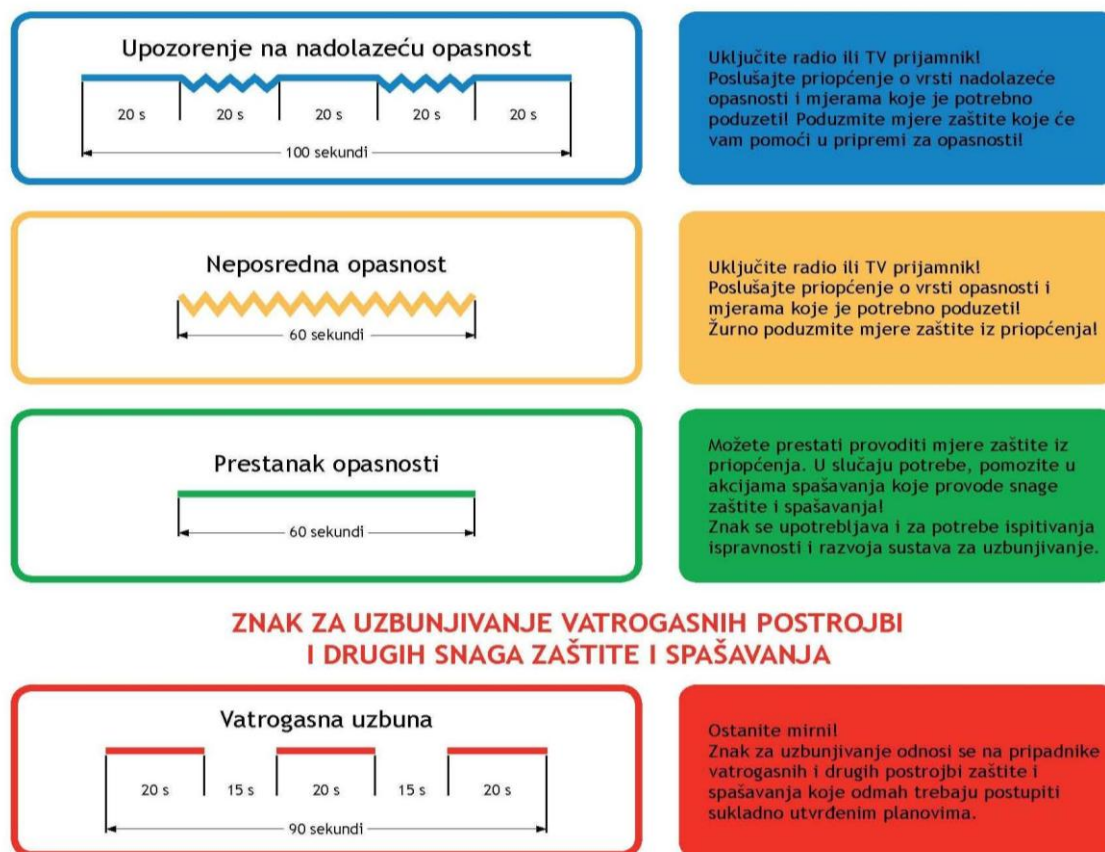 Upozorenje na nadolazeću opasnost
20 s 20 s 20 s 20 s 20 s
100 sekundi
Uključite radio ili TV prijamnik!
Poslušajte priopćenje o vrsti nadolazeće
opasnosti i mjerama koje je potrebno
poduzeti! Poduzmite mjere zaštite koje će
vam pomoći u pripremi za opasnosti!
Neposredna opasnost
60 sekundi
Uključite radio ili TV prijamnik!
Poslušajte priopćenje o vrsti opasnosti i
mjerama koje je potrebno poduzeti!
Žurno poduzmite mjere zaštite iz priopćenja!
Prestanak opasnosti
60 sekundi
Možete prestati provoditi mjere zaštite iz
priopćenja. U slučaju potrebe, pomozite u
akcijama spašavanja koje provode snage
zaštite i spašavanja!
Znak se upotrebljava i za potrebe ispitivanja
ispravnosti i razvoja sustava za uzbunjivanje.
ZNAK ZA UZBUNJIVANJE VATROGASNIH POSTROJBI
I DRUGIH SNAGA ZAŠTITE I SPAŠAVANJA
Vatrogasna uzbuna
20 s 15 s 20 s 15 s 20 s
90 sekundi
Ostanite mirni!
Znak za uzbunjivanje odnosi se na pripadnike
vatrogasnih i drugih postrojbi zaštite i
spašavanja koje odmah trebaju postupiti
sukladno utvrđenim planovima.